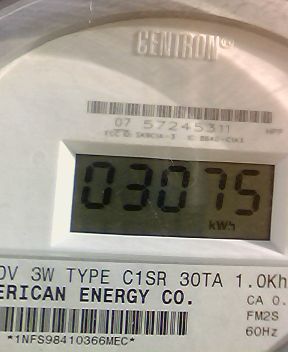 CENTRON®
07 57245311
03075
kWh
0V 3W TYPE C1SR 30TA 1.0Kh
ERICAN ENERGY CO.
CA 0.
FM2S
*1NFS98410366MEC*
60Hz